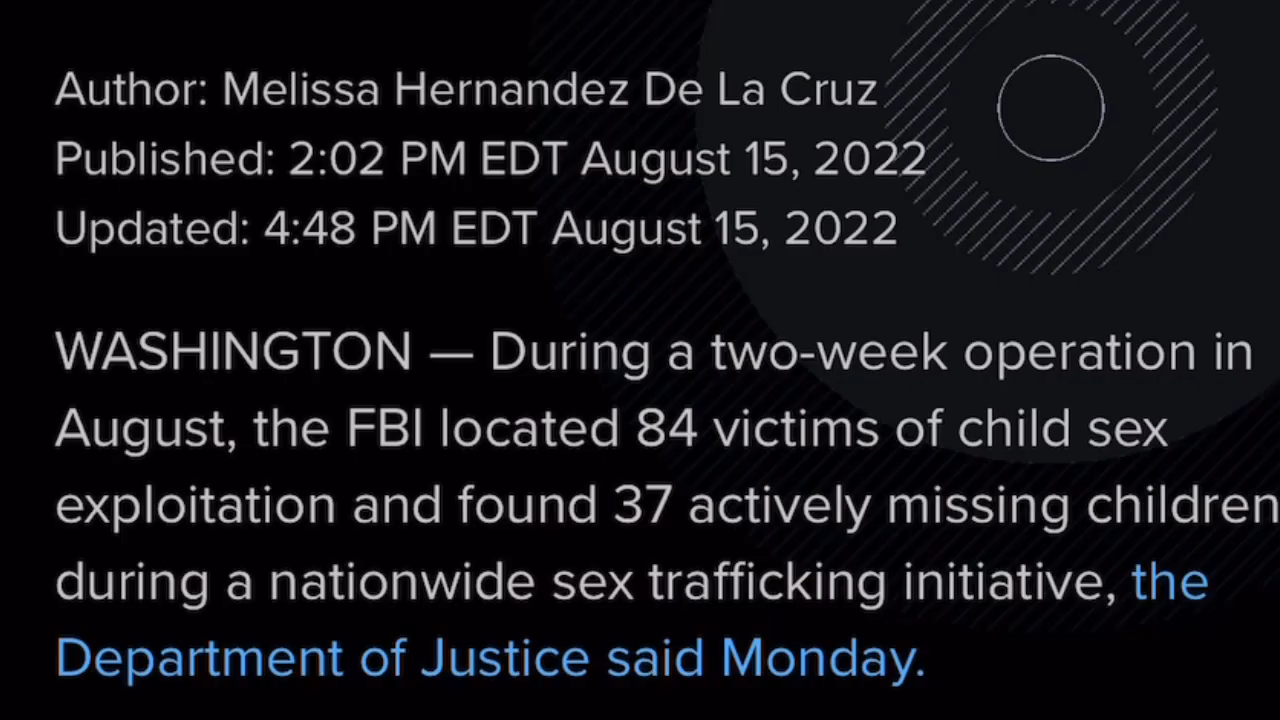 Author: Melissa Hernandez De La Cruz
Published: 2:02 PM EDT August 15, 2022
Updated: 4:48 PM EDT August 15, 2022
WASHINGTON — During a two-week operation in
August, the FBI located 84 victims of child sex
exploitation and found 37 actively missing children
during a nationwide sex trafficking initiative, the
Department of Justice said Monday.